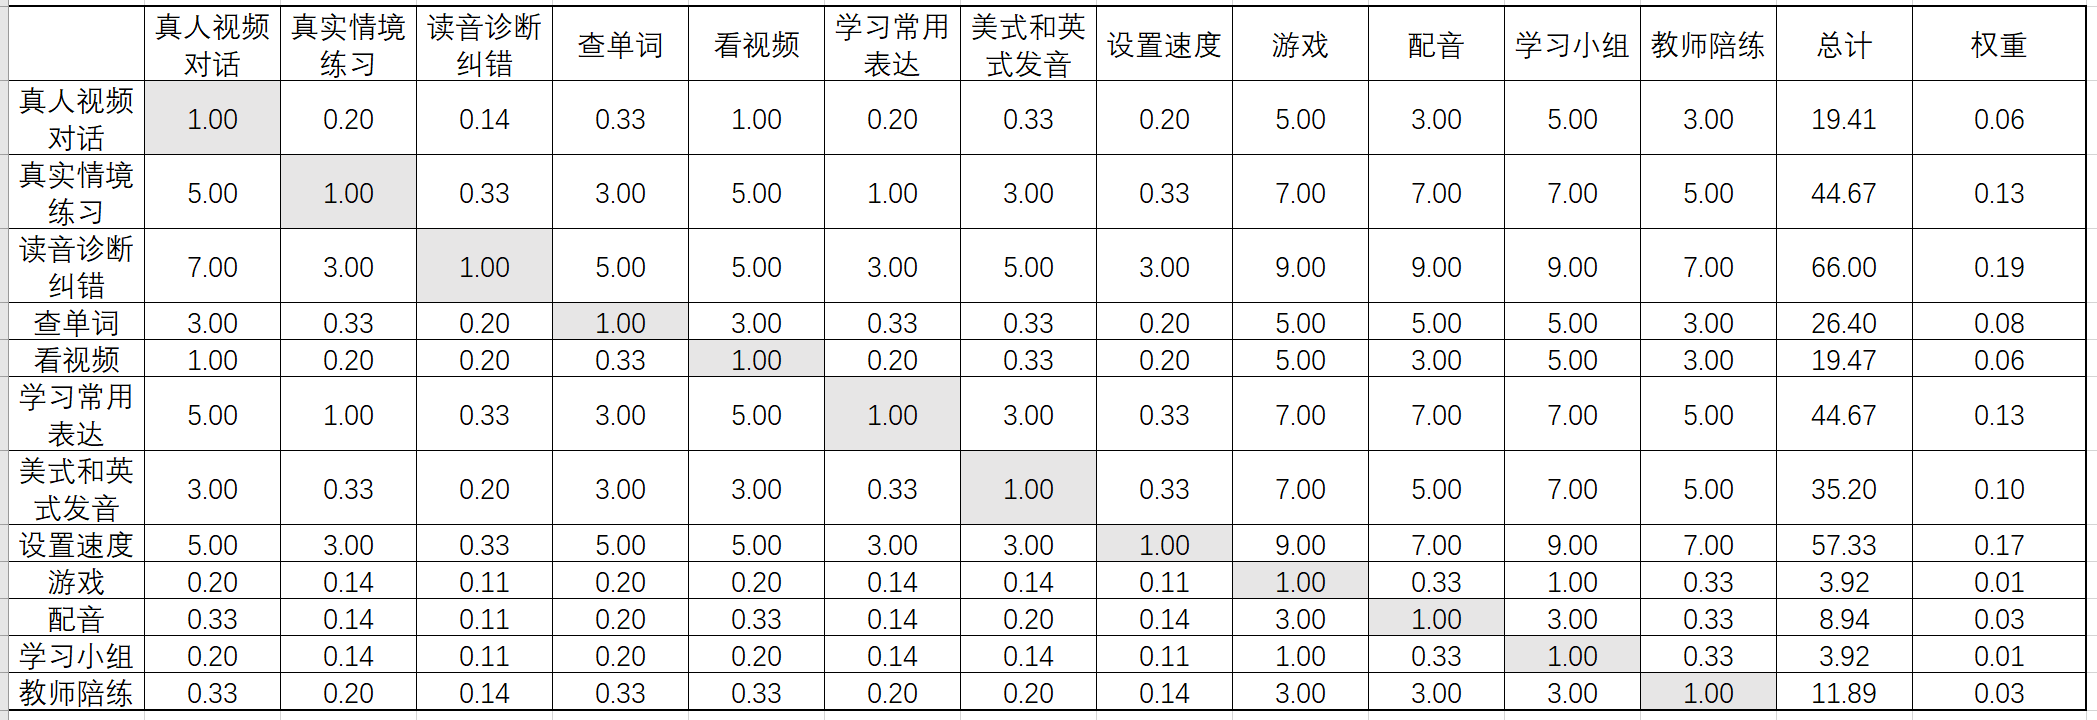 真人视频对话 真实情境练习 读音诊断纠错 查单词 看视频 学习常用表达 美式和英式发音 设置速度 游戏 配音 学习小组 教师陪练 总计 权重
真人视频对话 1.00 0.20 0.14 0.33 1.00 0.20 0.33 0.20 5.00 3.00 5.00 3.00 19.41 0.06
真实情境练习 5.00 1.00 0.33 3.00 5.00 1.00 3.00 0.33 7.00 7.00 7.00 5.00 44.67 0.13
读音诊断纠错 7.00 3.00 1.00 5.00 5.00 3.00 5.00 3.00 9.00 9.00 9.00 7.00 66.00 0.19
查单词 3.00 0.33 0.20 1.00 3.00 0.33 0.33 0.20 5.00 5.00 5.00 3.00 26.40 0.08
看视频 1.00 0.20 0.20 0.33 1.00 0.20 0.33 0.20 5.00 3.00 5.00 3.00 19.47 0.06
学习常用表达 5.00 1.00 0.33 3.00 5.00 1.00 3.00 0.33 7.00 7.00 7.00 5.00 44.67 0.13
美式和英式发音 3.00 0.33 0.20 3.00 3.00 0.33 1.00 0.33 7.00 5.00 7.00 5.00 35.20 0.10
设置速度 5.00 3.00 0.33 5.00 5.00 3.00 3.00 1.00 9.00 7.00 9.00 7.00 57.33 0.17
游戏 0.20 0.14 0.11 0.20 0.20 0.14 0.14 0.11 1.00 0.33 1.00 0.33 3.92 0.01
配音 0.33 0.14 0.11 0.20 0.33 0.14 0.20 0.14 3.00 1.00 3.00 0.33 8.94 0.03
学习小组 0.20 0.14 0.11 0.20 0.20 0.14 0.14 0.11 1.00 0.33 1.00 0.33 3.92 0.01
教师陪练 0.33 0.20 0.14 0.33 0.33 0.20 0.20 0.14 3.00 3.00 3.00 1.00 11.89 0.03